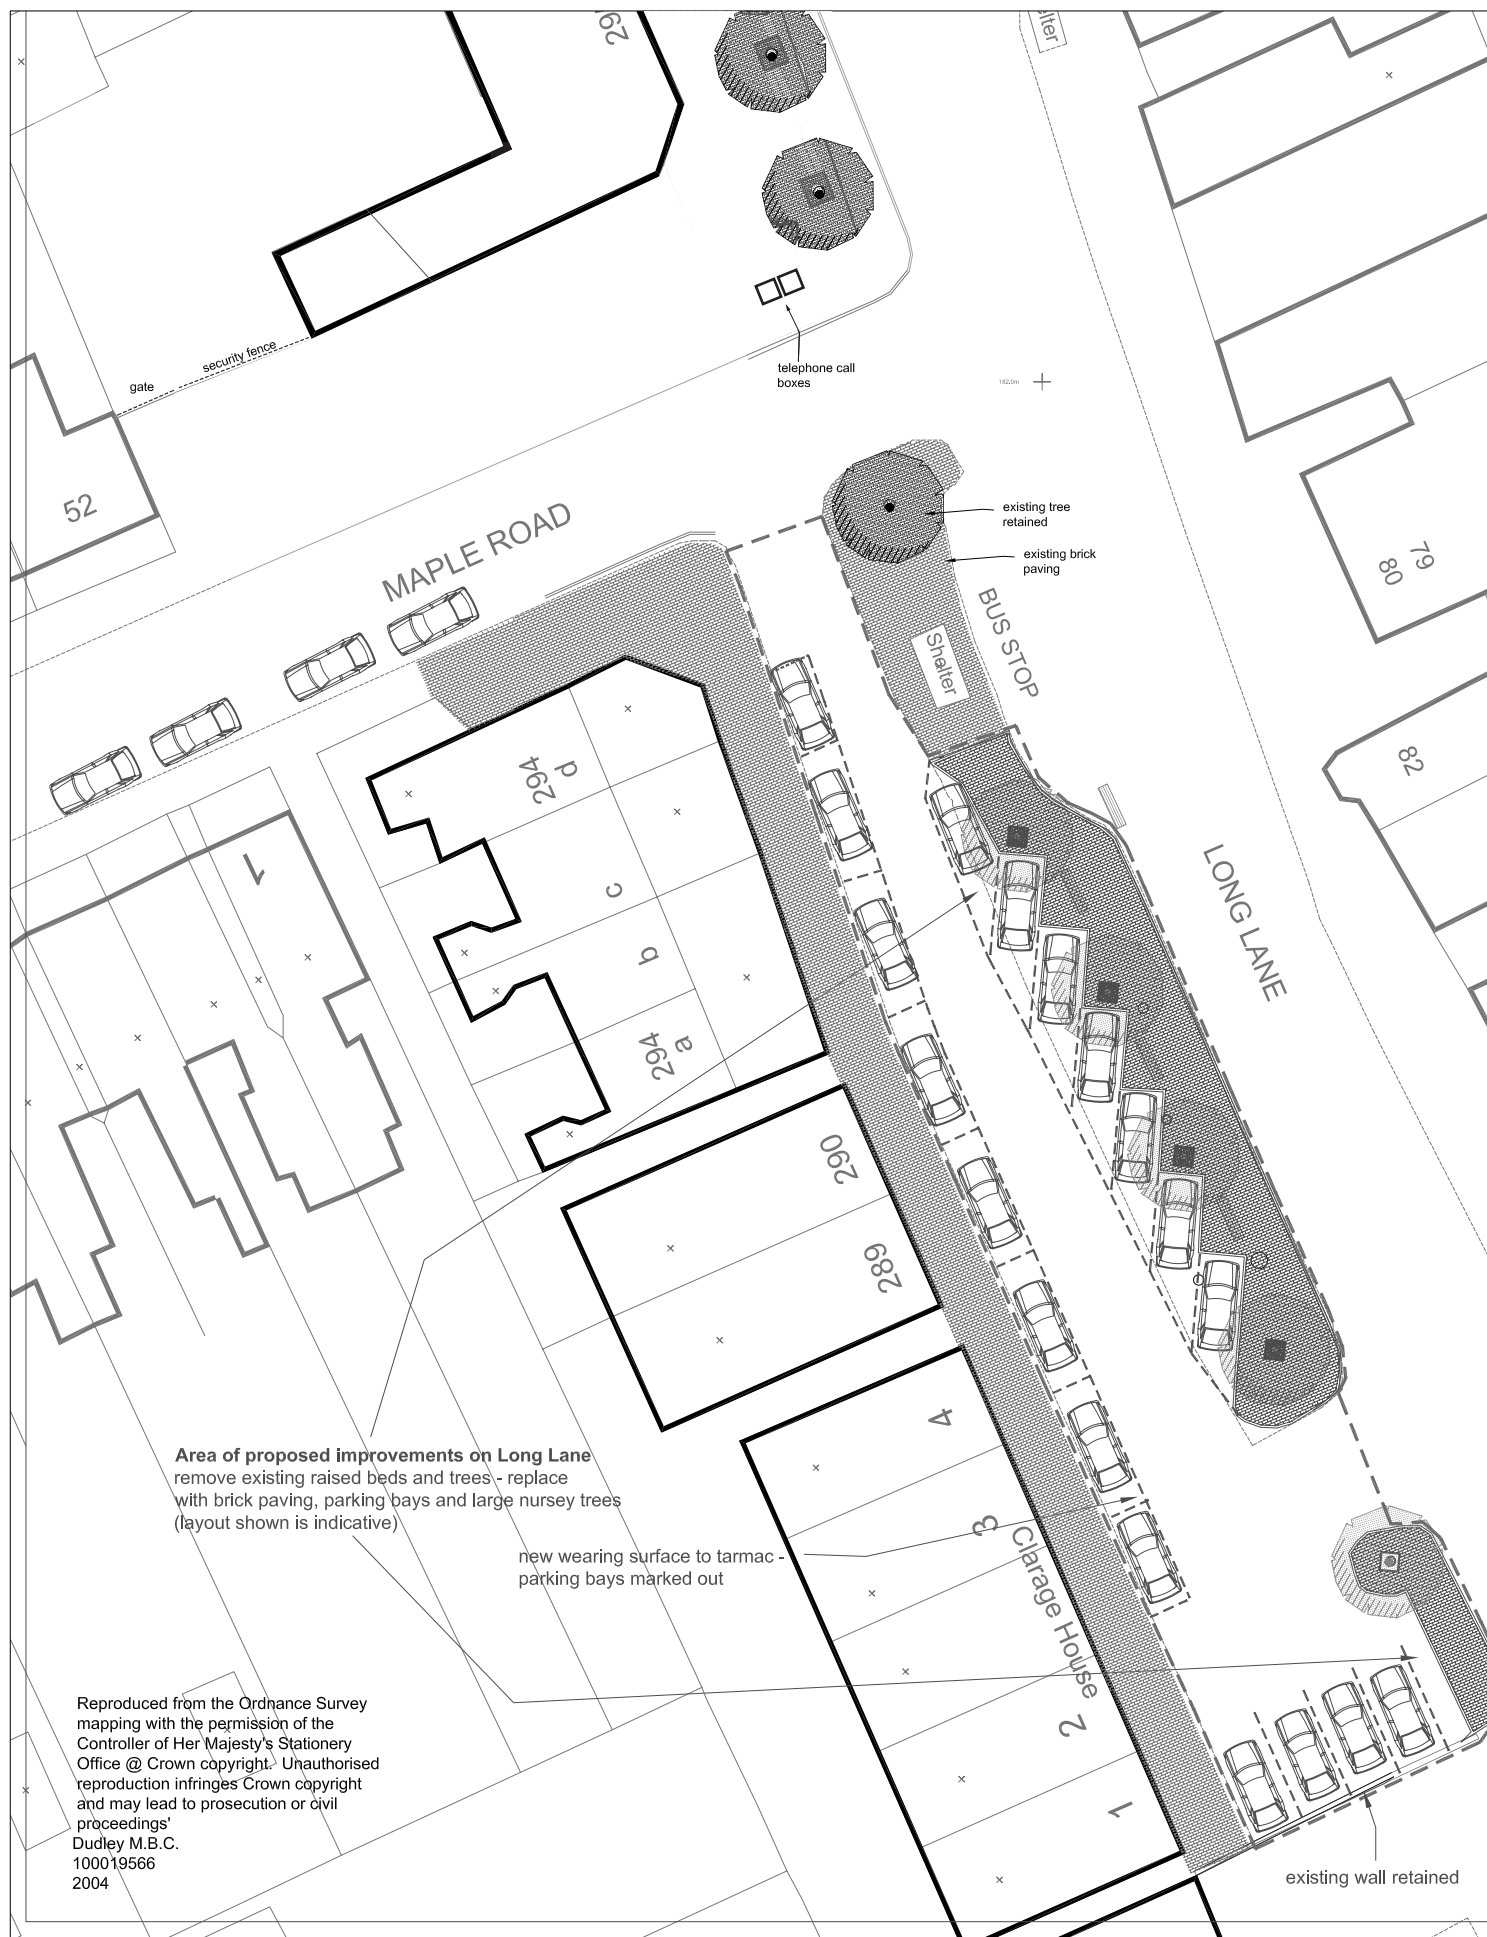 295
elter
security fence
gate
telephone call
boxes
182.0m
52
MAPLE ROAD
existing tree
retained
existing brick
paving
79
80
BUS STOP
Shelter
82
294
d
1
c
LONG LANE
b
294
a
290
289
4
Area of proposed improvements on Long Lane
remove existing raised beds and trees - replace
with brick paving, parking bays and large nursey trees
(layout shown is indicative)
3
Clarage House
new wearing surface to tarmac -
parking bays marked out
2
Reproduced from the Ordnance Survey
mapping with the permission of the
Controller of Her Majesty's Stationery
Office @ Crown copyright. Unauthorised
reproduction infringes Crown copyright
and may lead to prosecution or civil
proceedings'
Dudley M.B.C.
100019566
2004
1
existing wall retained